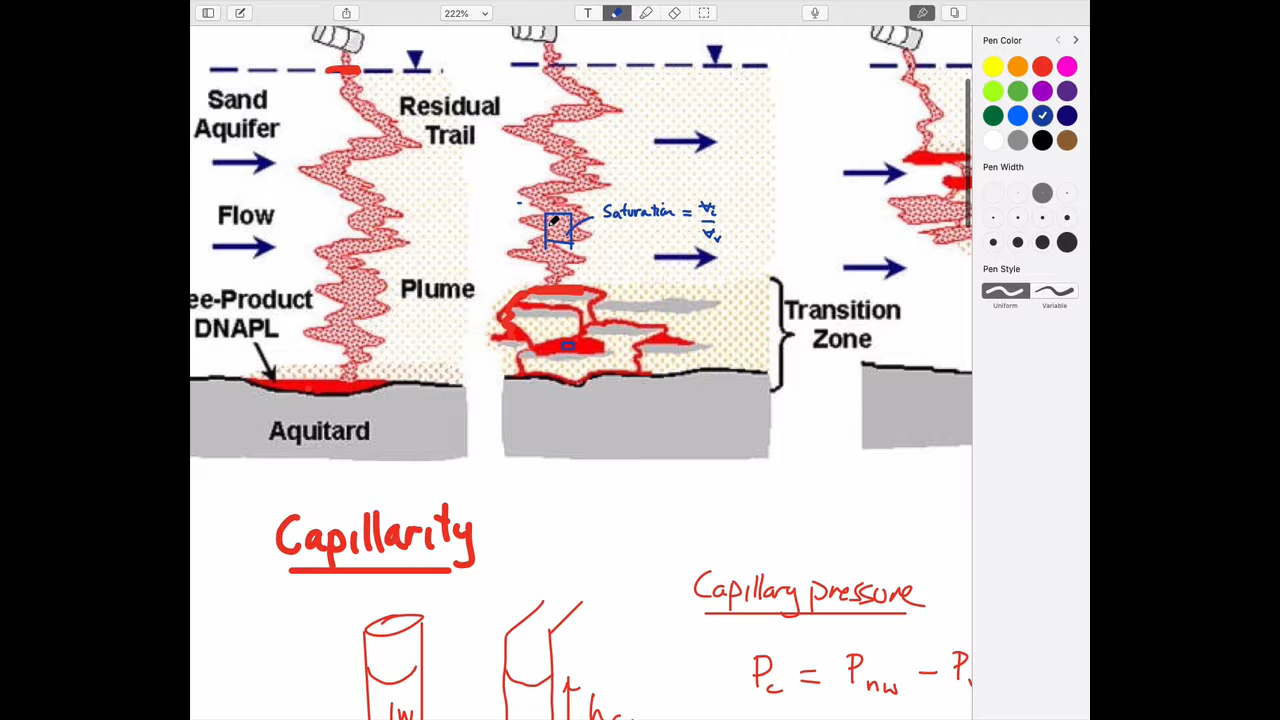 222%
T
Pen Color
Pen Width
Pen Style
Uniform
Variable
Sand
Aquifer
Residual
Trail
Flow
Saturation = ∀i / ∀v
Plume
ee-Product
DNAPL
Transition
Zone
Aquitard
Capillarity
Capillary pressure
Pc = Pnw - P